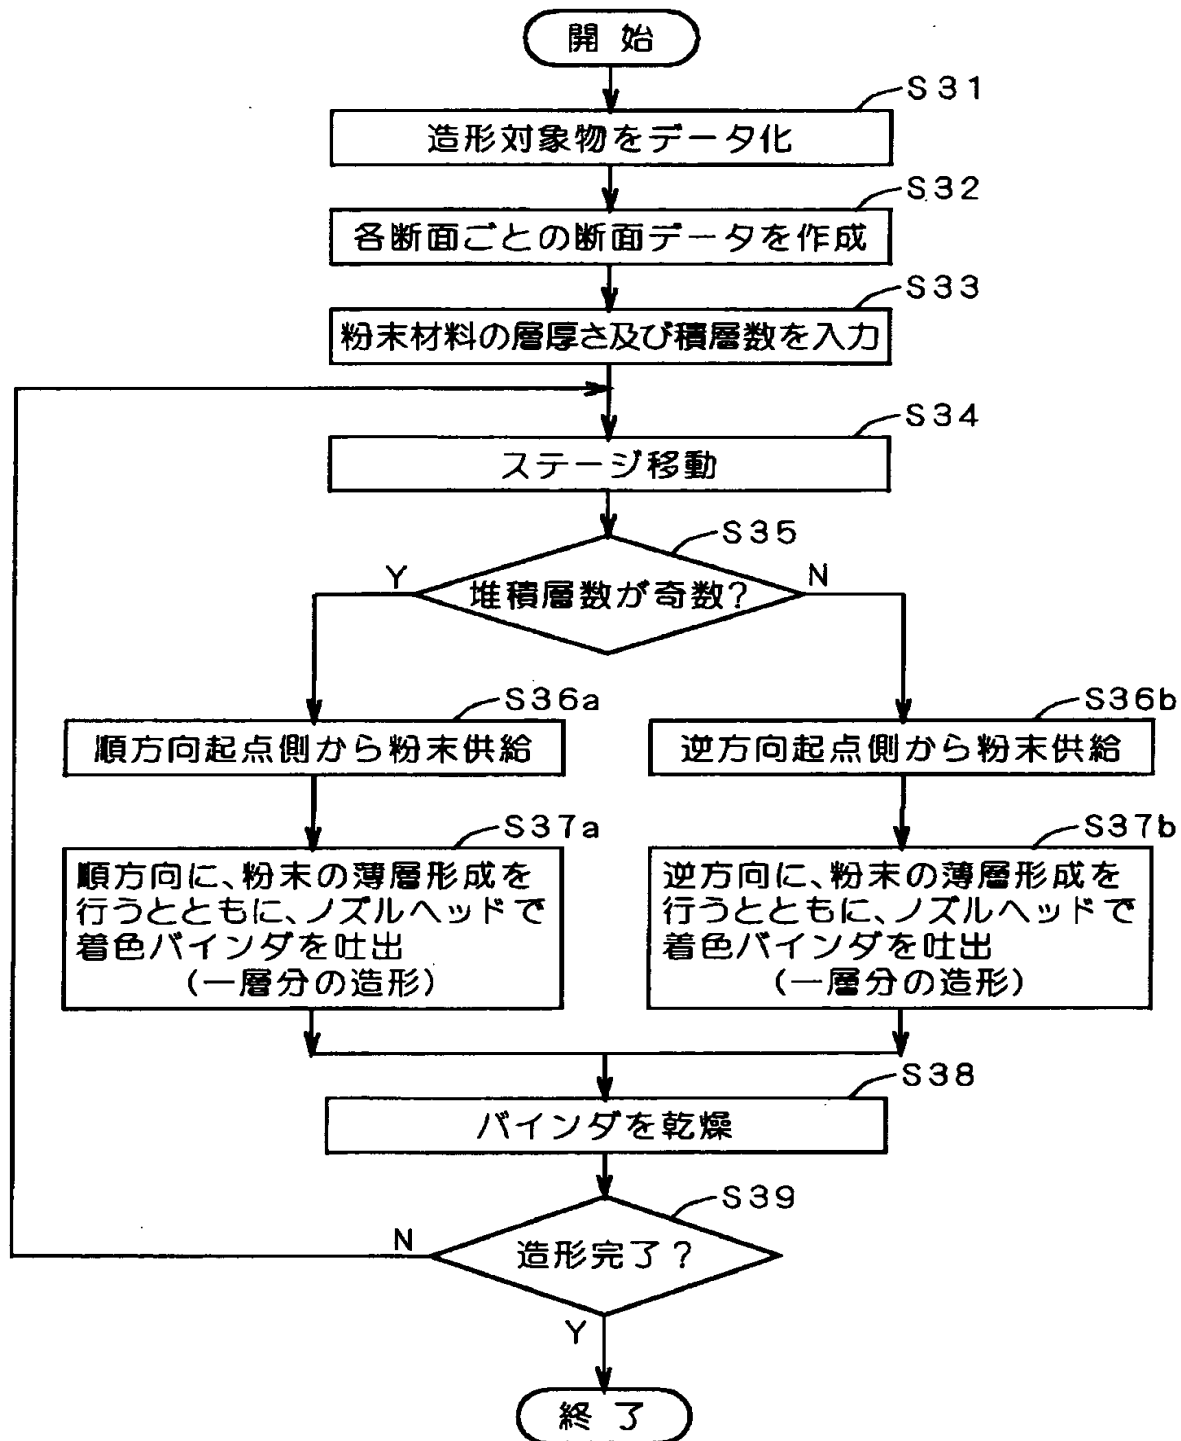 開始
S31
造形対象物をデータ化
S32
各断面ごとの断面データを作成
S33
粉末材料の層厚さ及び積層数を入力
S34
ステージ移動
S35
Y
堆積層数が奇数?
N
S36a
順方向起点側から粉末供給
S36b
逆方向起点側から粉末供給
S37a
順方向に、粉末の薄層形成を
行うとともに、ノズルヘッドで
着色バインダを吐出
(一層分の造形)
S37b
逆方向に、粉末の薄層形成を
行うとともに、ノズルヘッドで
着色バインダを吐出
(一層分の造形)
S38
バインダを乾燥
S39
N
造形完了?
Y
終了